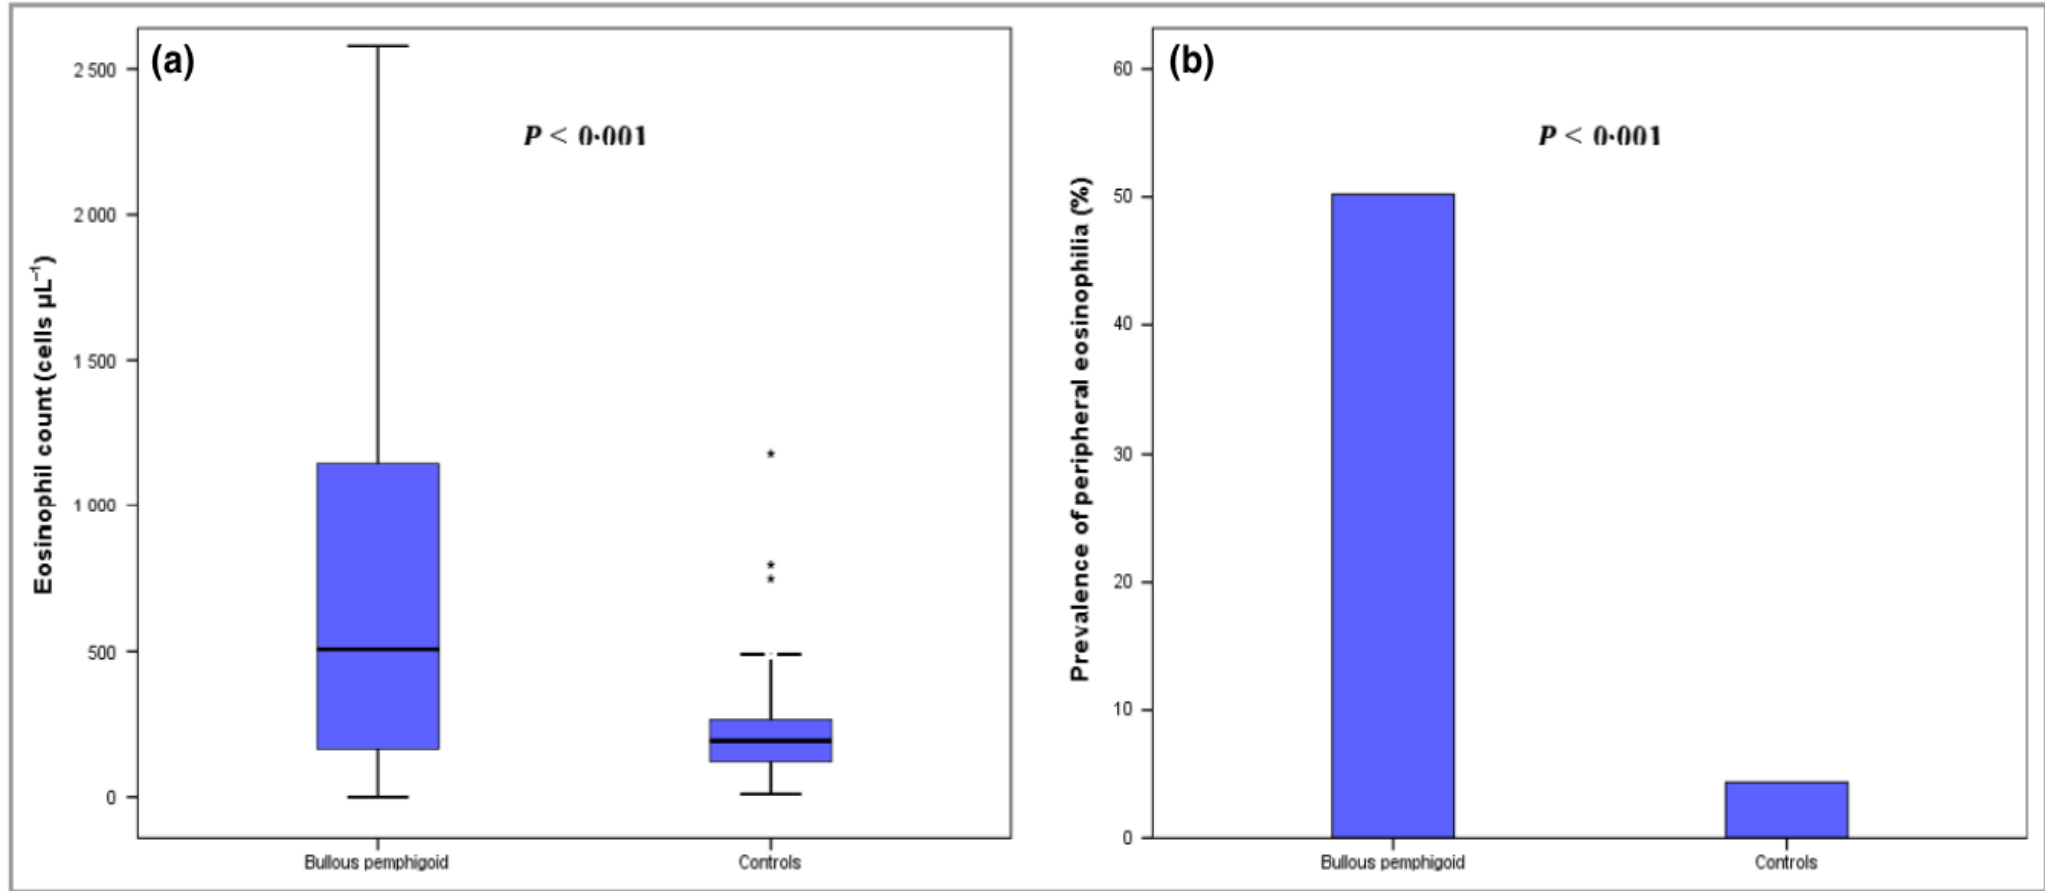 (a)
P < 0·001
Eosinophil count (cells µL⁻¹)
2 500
2 000
1 500
1 000
500
0
Bullous pemphigoid
Controls
(b)
P < 0·001
Prevalence of peripheral eosinophilia (%)
60
50
40
30
20
10
0
Bullous pemphigoid
Controls